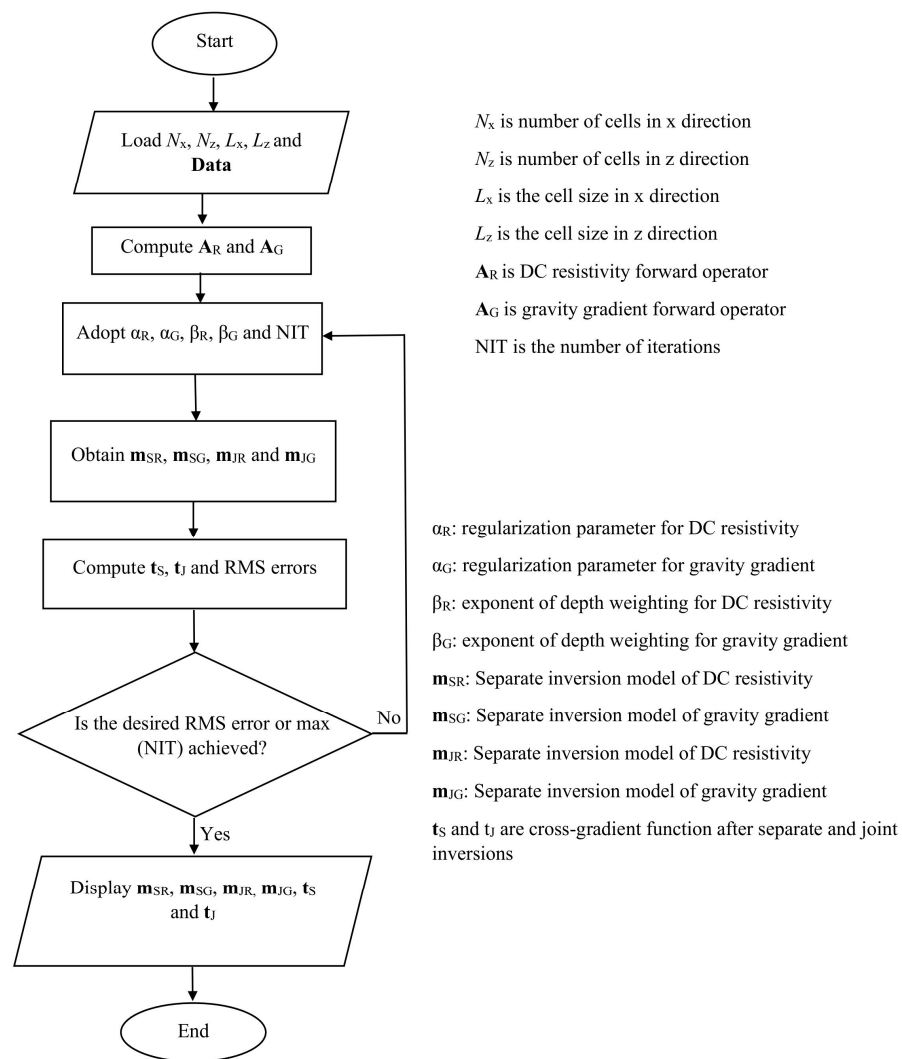 Start
Load Nx, Nz, Lx, Lz and
Data
Compute AR and AG
Adopt αR, αG, βR, βG and NIT
Obtain mSR, mSG, mJR and mJG
Compute tS, tJ and RMS errors
Is the desired RMS error or max
(NIT) achieved?
No
Yes
Display mSR, mSG, mJR, mJG, tS
and tJ
End
Nx is number of cells in x direction
Nz is number of cells in z direction
Lx is the cell size in x direction
Lz is the cell size in z direction
AR is DC resistivity forward operator
AG is gravity gradient forward operator
NIT is the number of iterations
αR: regularization parameter for DC resistivity
αG: regularization parameter for gravity gradient
βR: exponent of depth weighting for DC resistivity
βG: exponent of depth weighting for gravity gradient
mSR: Separate inversion model of DC resistivity
mSG: Separate inversion model of gravity gradient
mJR: Separate inversion model of DC resistivity
mJG: Separate inversion model of gravity gradient
tS and tJ are cross-gradient function after separate and joint
inversions